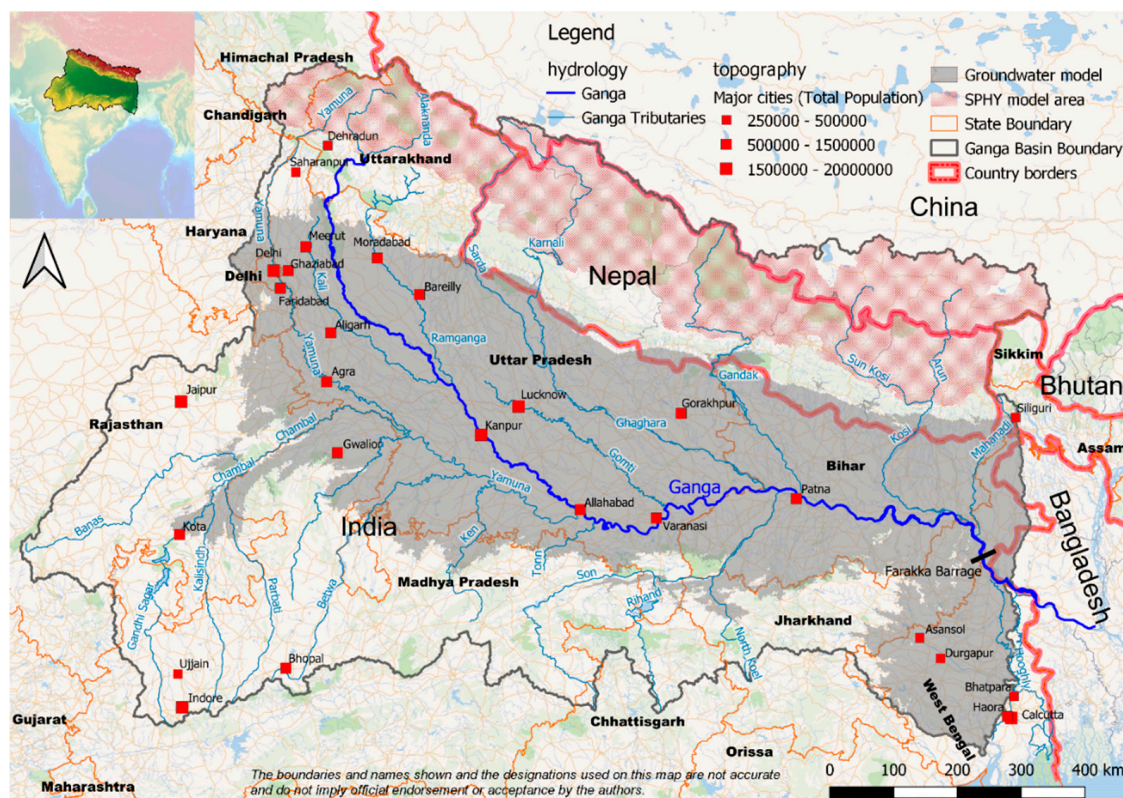 Legend
hydrology
Ganga
Ganga Tributaries
topography
Major cities (Total Population)
250000 - 500000
500000 - 1500000
1500000 - 20000000
Groundwater model
SPHY model area
State Boundary
Ganga Basin Boundary
Country borders
Himachal Pradesh
Chandigarh
Yamuna
Alaknanda
Dehradun
Uttarakhand
Saharanpur
China
Haryana
Yamuna
Meerut
Moradabad
Sarda
Karnali
Delhi
Ghaziabad
Delhi
Kali
Nepal
Faridabad
Bareilly
Aligarh
Ramganga
Yamuna
Uttar Pradesh
Sun Kosi
Arun
Sikkim
Bhutan
Agra
Gandak
Jaipur
Lucknow
Gorakhpur
Siliguri
Rajasthan
Chambal
Kanpur
Ghaghara
Kosi
Mahanadi
Assam
Gwalior
Gomti
Bihar
Chambal
Yamuna
Ganga
Patna
Banas
Kota
India
Allahabad
Varanasi
Bangladesh
Ken
Tonn
Gandhi Sagar
Kalisindh
Parbati
Betwa
Madhya Pradesh
Son
Rihand
Farakka Barrage
Jharkhand
North Koel
Asansol
Durgapur
Hooghly
Ujjain
Bhopal
Indore
West Bengal
Bhatpara
Haora
Calcutta
Gujarat
Chhattisgarh
Orissa
Maharashtra
The boundaries and names shown and the designations used on this map are not accurate
and do not imply official endorsement or acceptance by the authors.
0 100 200 300 400 km